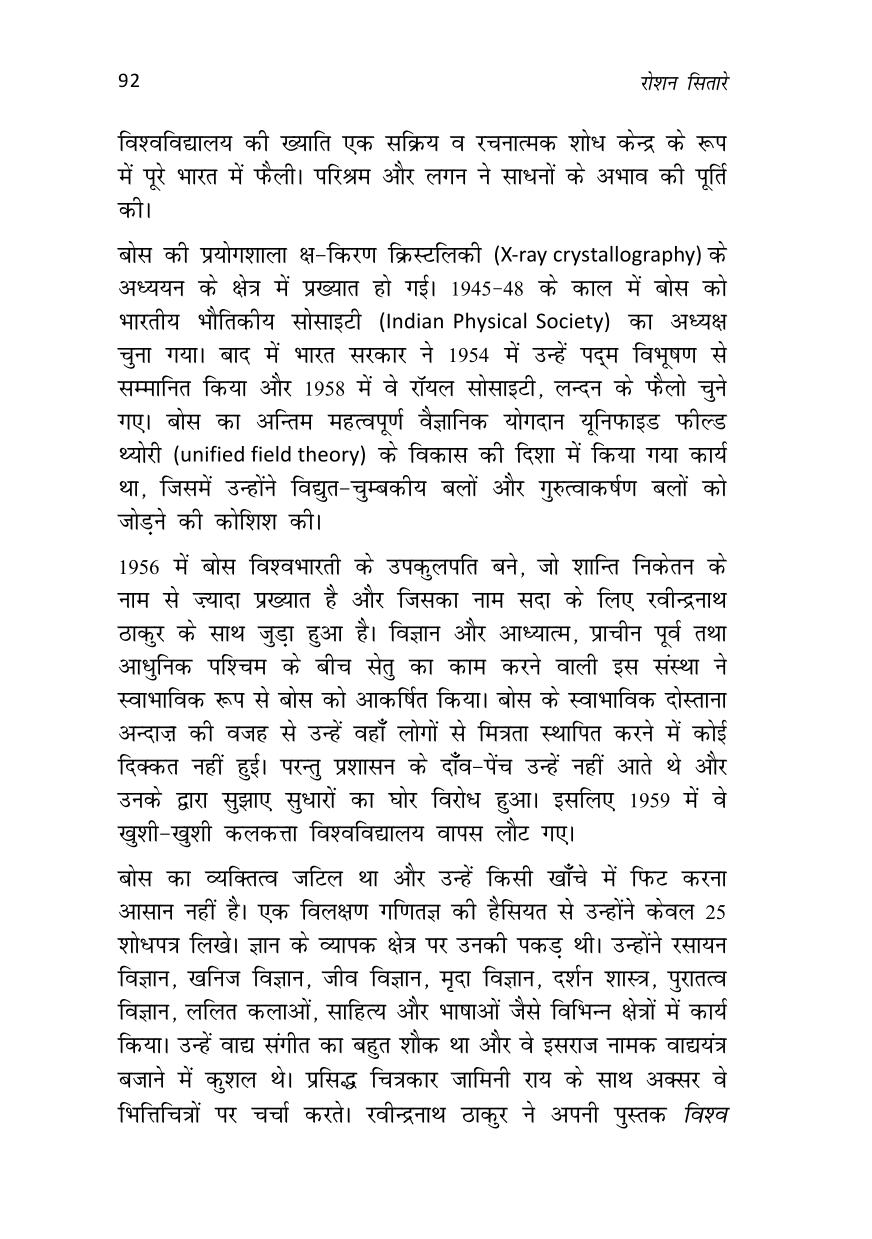 92 रोशन सितारे
विश्वविद्यालय की ख्याति एक सक्रिय व रचनात्मक शोध केन्द्र के रूप
में पूरे भारत में फैली। परिश्रम और लगन ने साधनों के अभाव की पूर्ति
की।
बोस की प्रयोगशाला क्ष-किरण क्रिस्टलिकी (X-ray crystallography) के
अध्ययन के क्षेत्र में प्रख्यात हो गई। 1945-48 के काल में बोस को
भारतीय भौतिकीय सोसाइटी (Indian Physical Society) का अध्यक्ष
चुना गया। बाद में भारत सरकार ने 1954 में उन्हें पद्म विभूषण से
सम्मानित किया और 1958 में वे रॉयल सोसाइटी, लन्दन के फैलो चुने
गए। बोस का अन्तिम महत्वपूर्ण वैज्ञानिक योगदान यूनिफाइड फील्ड
थ्योरी (unified field theory) के विकास की दिशा में किया गया कार्य
था, जिसमें उन्होंने विद्युत-चुम्बकीय बलों और गुरुत्वाकर्षण बलों को
जोड़ने की कोशिश की।
1956 में बोस विश्वभारती के उपकुलपति बने, जो शान्ति निकेतन के
नाम से ज़्यादा प्रख्यात है और जिसका नाम सदा के लिए रवीन्द्रनाथ
ठाकुर के साथ जुड़ा हुआ है। विज्ञान और आध्यात्म, प्राचीन पूर्व तथा
आधुनिक पश्चिम के बीच सेतु का काम करने वाली इस संस्था ने
स्वाभाविक रूप से बोस को आकर्षित किया। बोस के स्वाभाविक दोस्ताना
अन्दाज़ की वजह से उन्हें वहाँ लोगों से मित्रता स्थापित करने में कोई
दिक्कत नहीं हुई। परन्तु प्रशासन के दाँव-पेंच उन्हें नहीं आते थे और
उनके द्वारा सुझाए सुधारों का घोर विरोध हुआ। इसलिए 1959 में वे
खुशी-खुशी कलकत्ता विश्वविद्यालय वापस लौट गए।
बोस का व्यक्तित्व जटिल था और उन्हें किसी खाँचे में फिट करना
आसान नहीं है। एक विलक्षण गणितज्ञ की हैसियत से उन्होंने केवल 25
शोधपत्र लिखे। ज्ञान के व्यापक क्षेत्र पर उनकी पकड़ थी। उन्होंने रसायन
विज्ञान, खनिज विज्ञान, जीव विज्ञान, मृदा विज्ञान, दर्शन शास्त्र, पुरातत्व
विज्ञान, ललित कलाओं, साहित्य और भाषाओं जैसे विभिन्न क्षेत्रों में कार्य
किया। उन्हें वाद्य संगीत का बहुत शौक था और वे इसराज नामक वाद्ययंत्र
बजाने में कुशल थे। प्रसिद्ध चित्रकार जामिनी राय के साथ अक्सर वे
भित्तिचित्रों पर चर्चा करते। रवीन्द्रनाथ ठाकुर ने अपनी पुस्तक विश्व